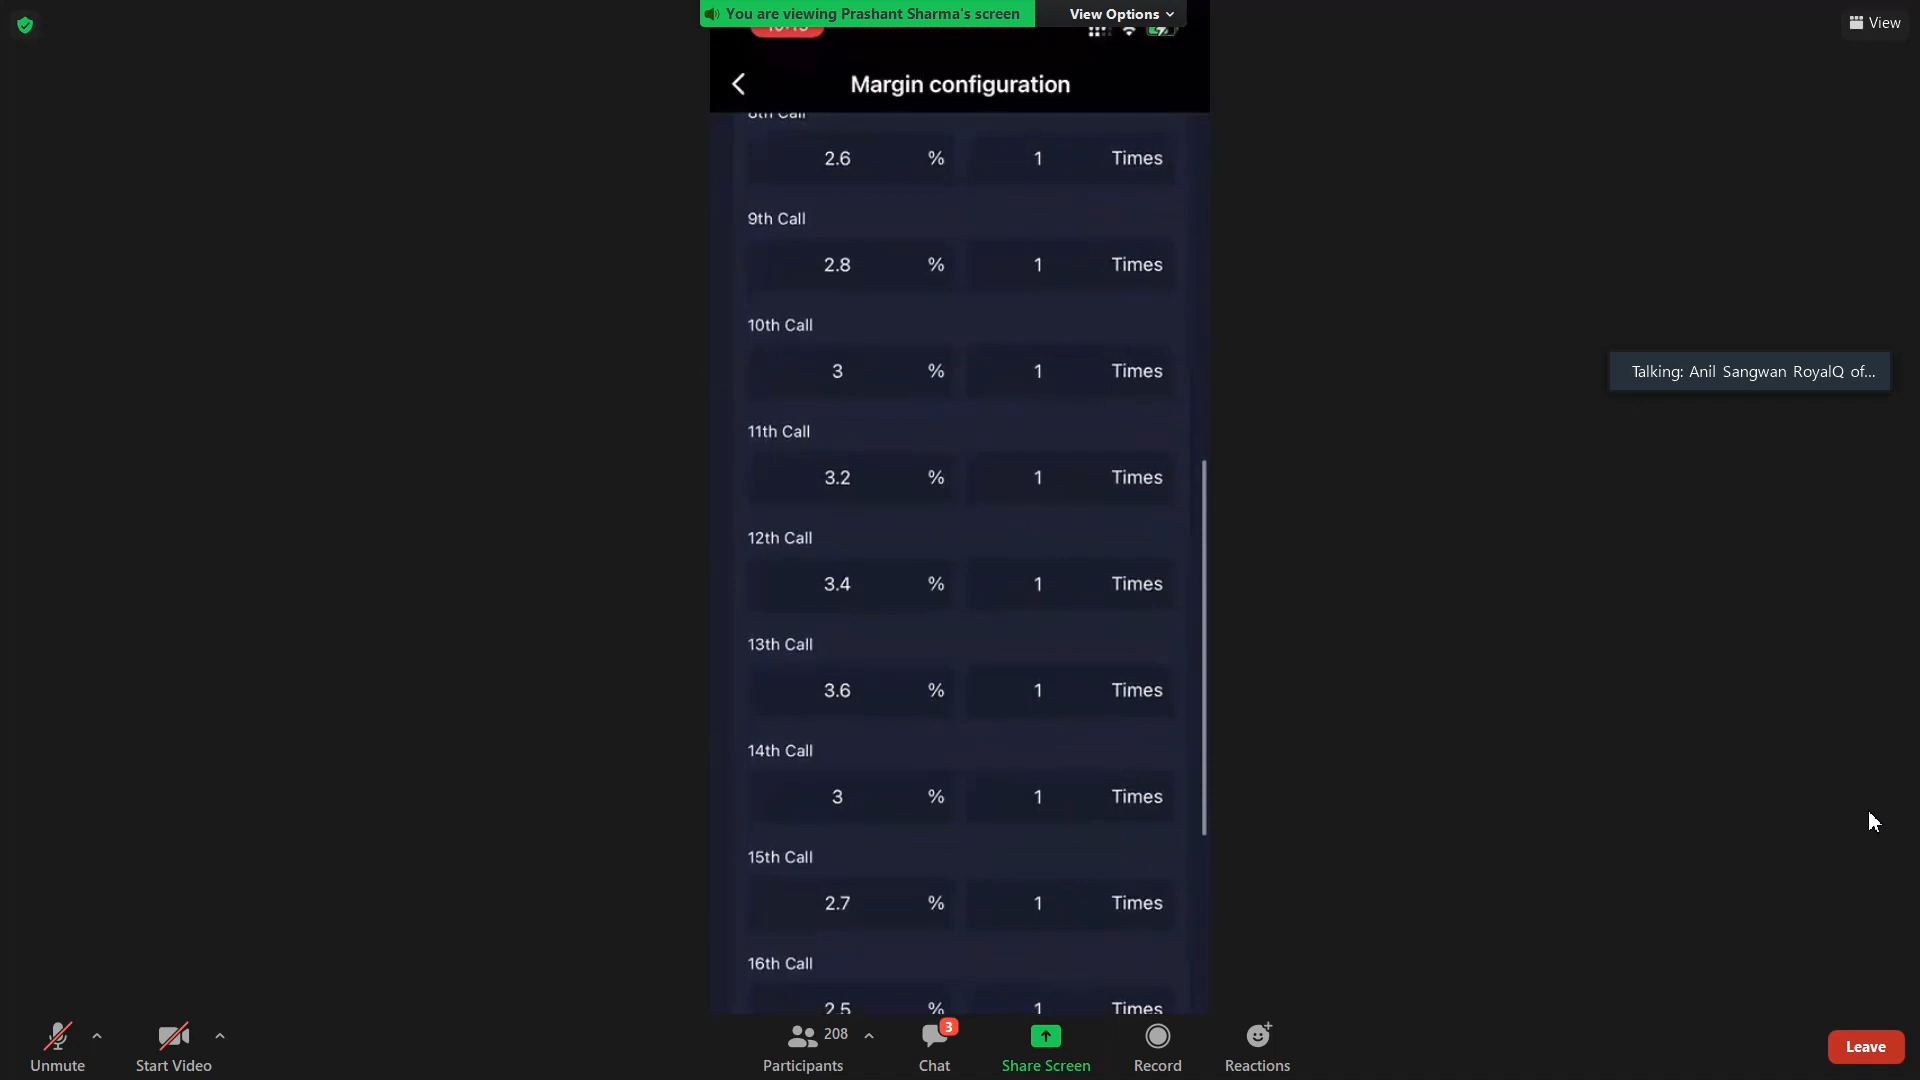 You are viewing Prashant Sharma's screen
View Options
View
Margin configuration
8th Call
2.6 % 1 Times
9th Call
2.8 % 1 Times
10th Call
3 % 1 Times
Talking: Anil Sangwan RoyalQ of...
11th Call
3.2 % 1 Times
12th Call
3.4 % 1 Times
13th Call
3.6 % 1 Times
14th Call
3 % 1 Times
15th Call
2.7 % 1 Times
16th Call
2.5 % 1 Times
Unmute
Start Video
208
Participants
3
Chat
Share Screen
Record
Reactions
Leave